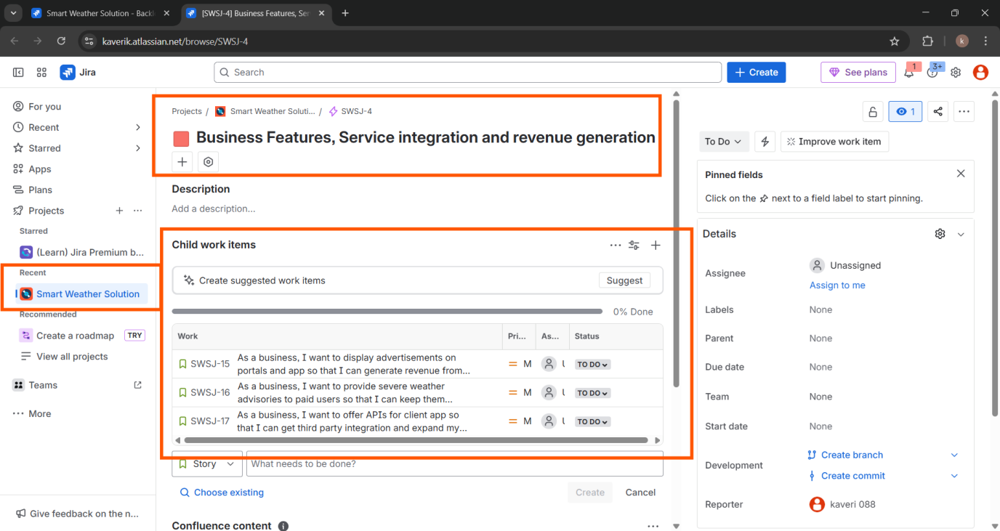 Smart Weather Solution - Backl
[SWSJ-4] Business Features, Ser
kaverik.atlassian.net/browse/SWSJ-4
k
Jira
Search
+ Create
See plans
1
3+
For you
Recent
Starred
Apps
Plans
Projects
Starred
(Learn) Jira Premium b...
Recent
Smart Weather Solution
Recommended
Create a roadmap TRY
View all projects
Teams
More
Give feedback on the n...
Projects / Smart Weather Soluti... / SWSJ-4
Business Features, Service integration and revenue generation
Description
Add a description...
Child work items
Create suggested work items
Suggest
0% Done
Work Pri... As... Status
SWSJ-15 As a business, I want to display advertisements on
portals and app so that I can generate revenue from...
M U TO DO
SWSJ-16 As a business, I want to provide severe weather
advisories to paid users so that I can keep them...
M U TO DO
SWSJ-17 As a business, I want to offer APIs for client app so
that I can get third party integration and expand my...
M U TO DO
Story What needs to be done?
Choose existing
Create Cancel
Confluence content
1
To Do
Improve work item
Pinned fields
Click on the next to a field label to start pinning.
Details
Assignee Unassigned
Assign to me
Labels None
Parent None
Due date None
Team None
Start date None
Development Create branch
Create commit
Reporter kaveri 088